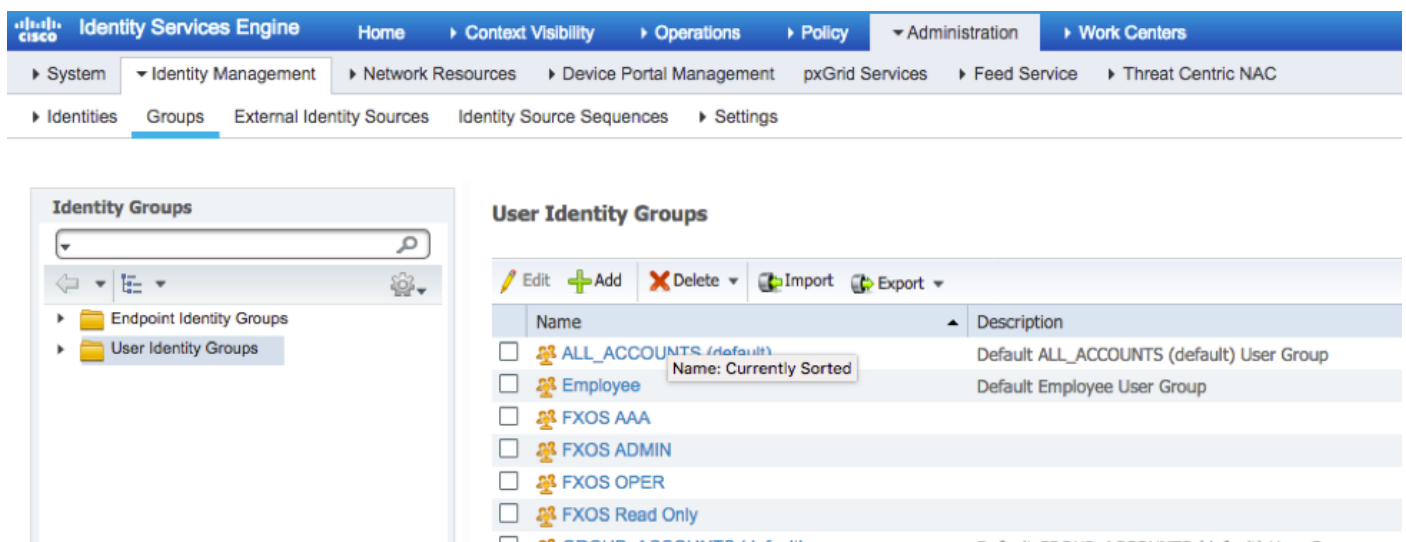 cisco Identity Services Engine Home Context Visibility Operations Policy Administration Work Centers
System Identity Management Network Resources Device Portal Management pxGrid Services Feed Service Threat Centric NAC
Identities Groups External Identity Sources Identity Source Sequences Settings
Identity Groups
Endpoint Identity Groups
User Identity Groups
User Identity Groups
Edit Add Delete Import Export
Name Description
ALL_ACCOUNTS (default) Default ALL_ACCOUNTS (default) User Group
Name: Currently Sorted
Employee Default Employee User Group
FXOS AAA
FXOS ADMIN
FXOS OPER
FXOS Read Only